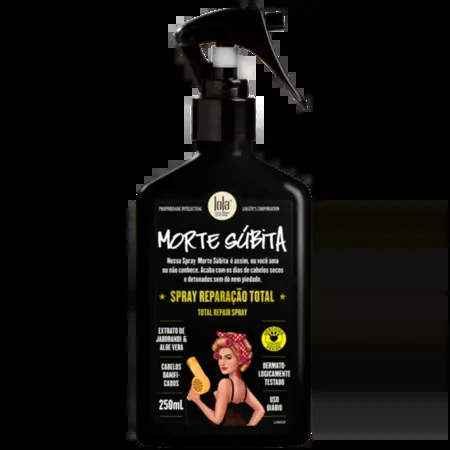 PROPRIEDADE INTELECTUAL
lola
LOLITE'S CORPORATION
MORTE SÚBITA
Nosso Spray Morte Súbita é assim, ou você ama
ou não conhece. Acaba com os dias de cabelos secos
e detonados sem dó nem piedade.
SPRAY REPARAÇÃO TOTAL
TOTAL REPAIR SPRAY
EXTRATO DE
JABORANDI &
ALOE VERA
CABELOS
DANIFI-
CADOS
250mL
DERMATO-
LOGICAMENTE
TESTADO
USO
DIÁRIO